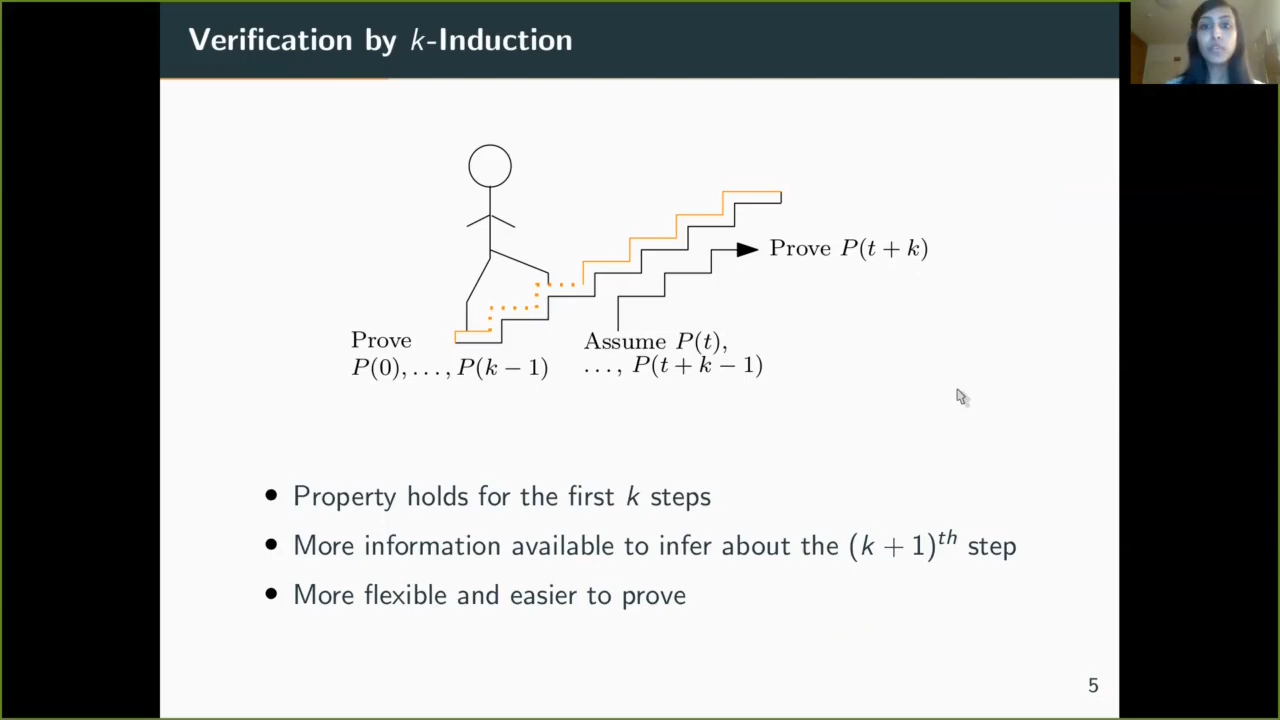 Verification by k-Induction
Prove P(t + k)
Prove
P(0), . . . , P(k − 1)
Assume P(t),
. . . , P(t + k − 1)
• Property holds for the first k steps
• More information available to infer about the (k + 1)^th step
• More flexible and easier to prove
5